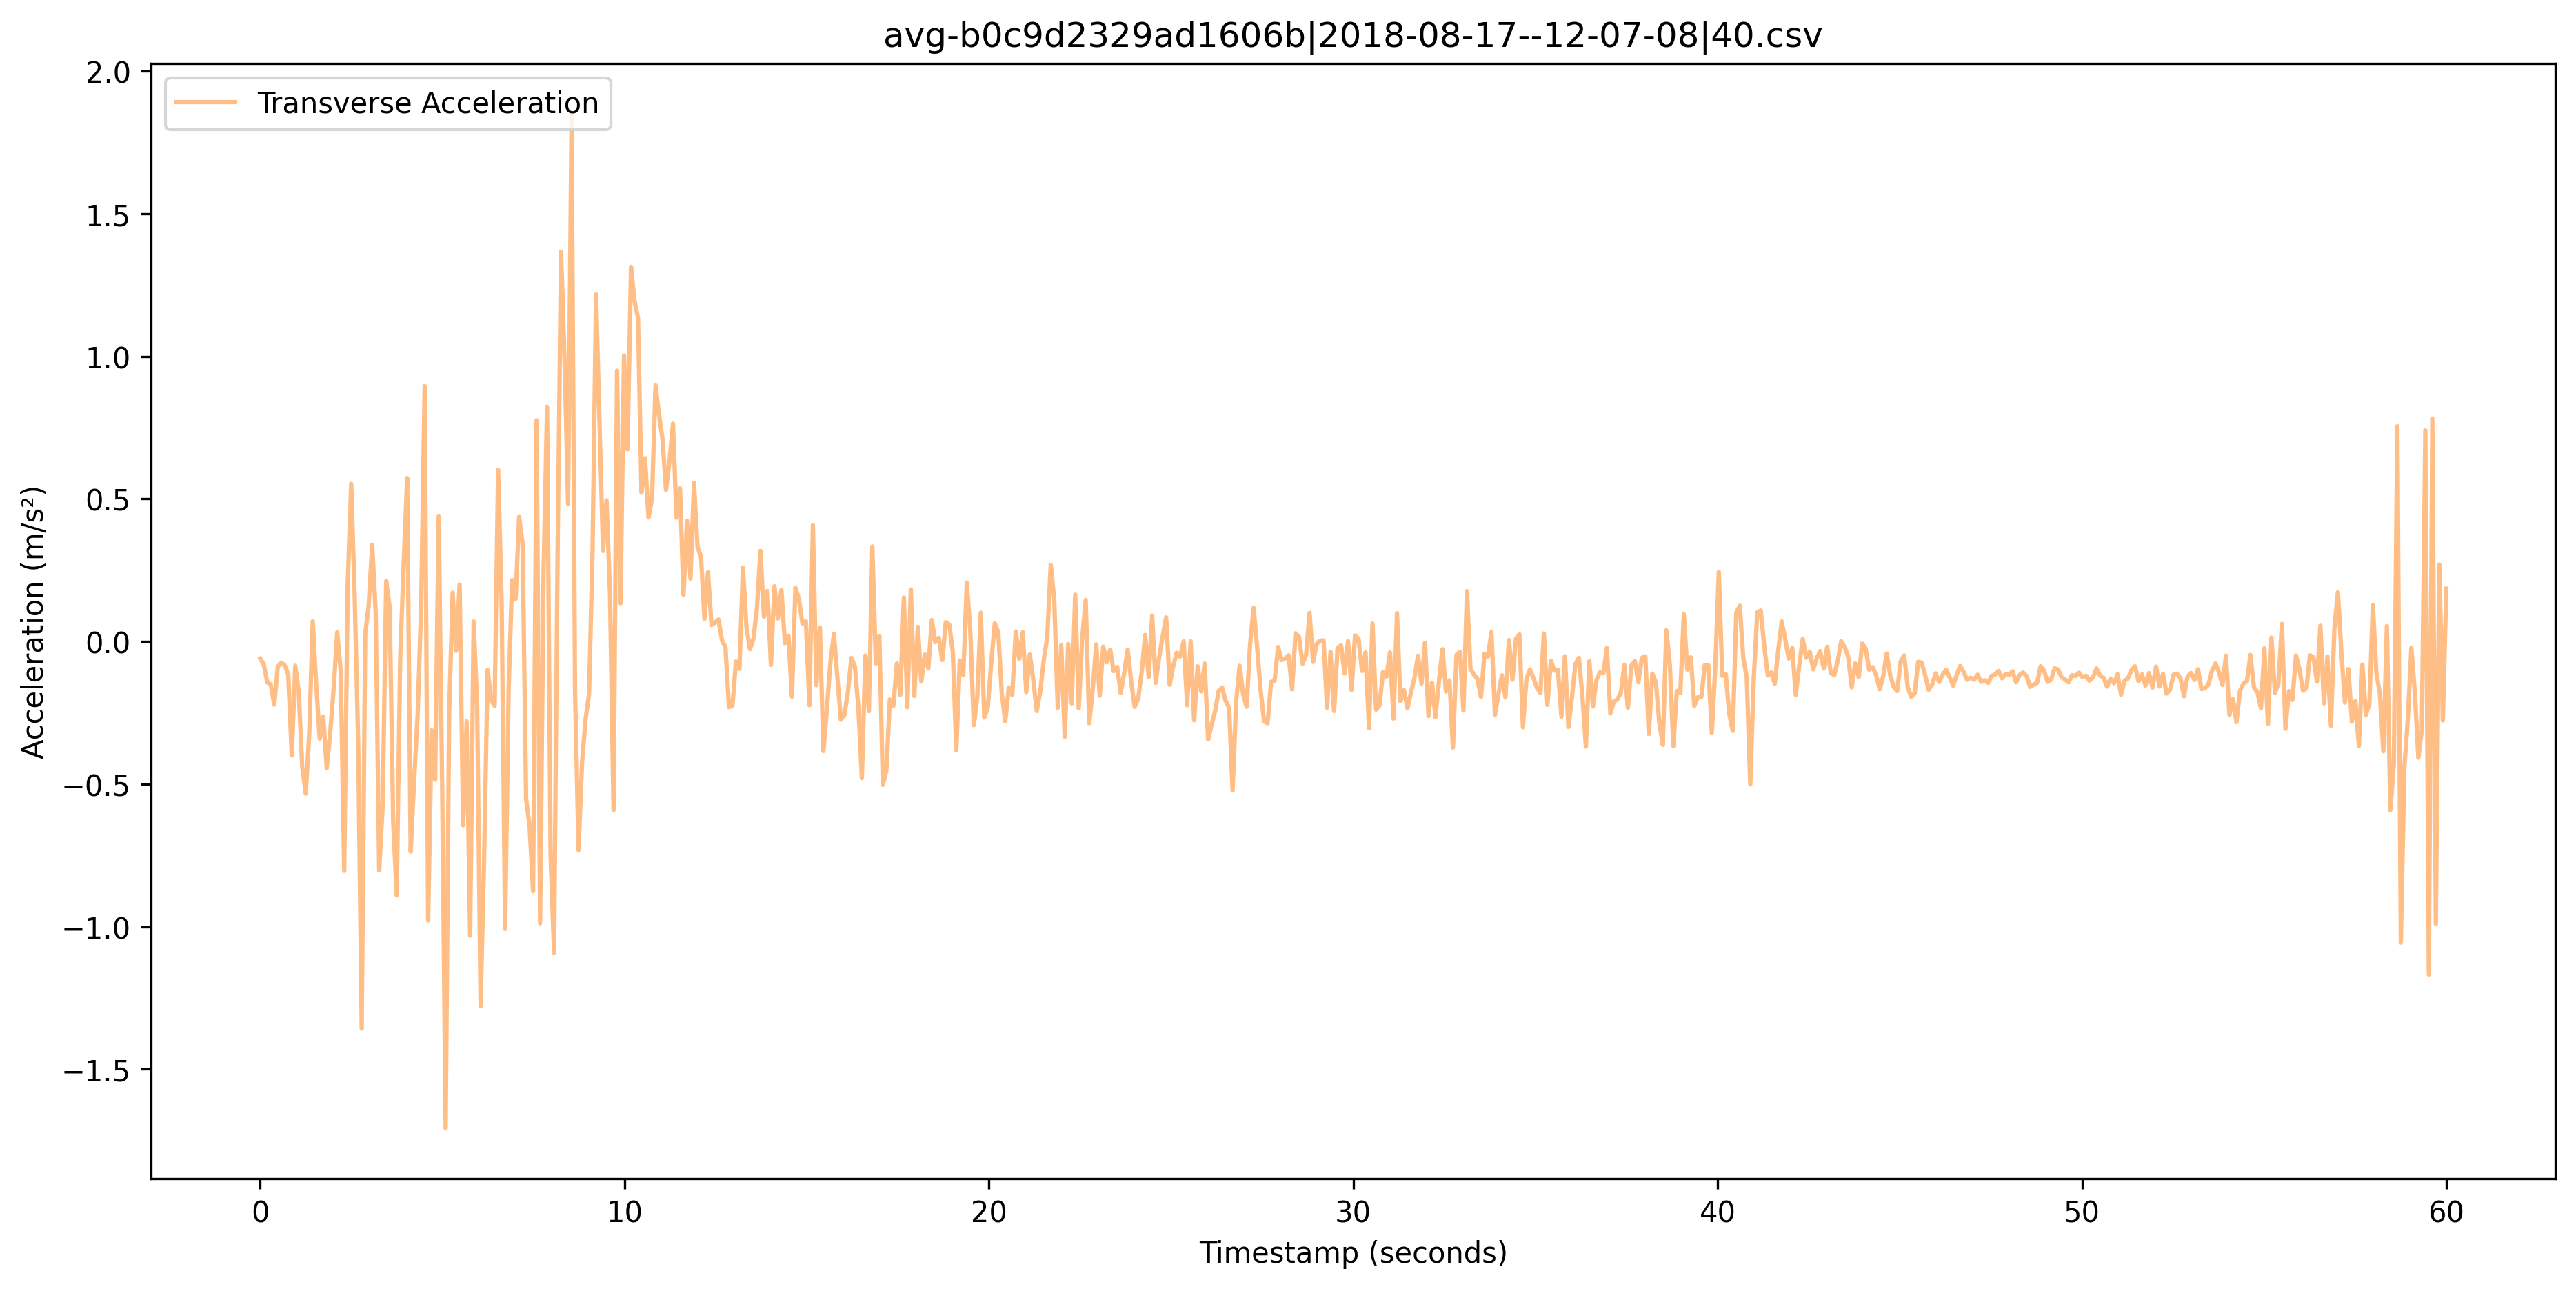 avg-b0c9d2329ad1606b|2018-08-17--12-07-08|40.csv
Transverse Acceleration
Acceleration (m/s²)
2.0
1.5
1.0
0.5
0.0
−0.5
−1.0
−1.5
0 10 20 30 40 50 60
Timestamp (seconds)